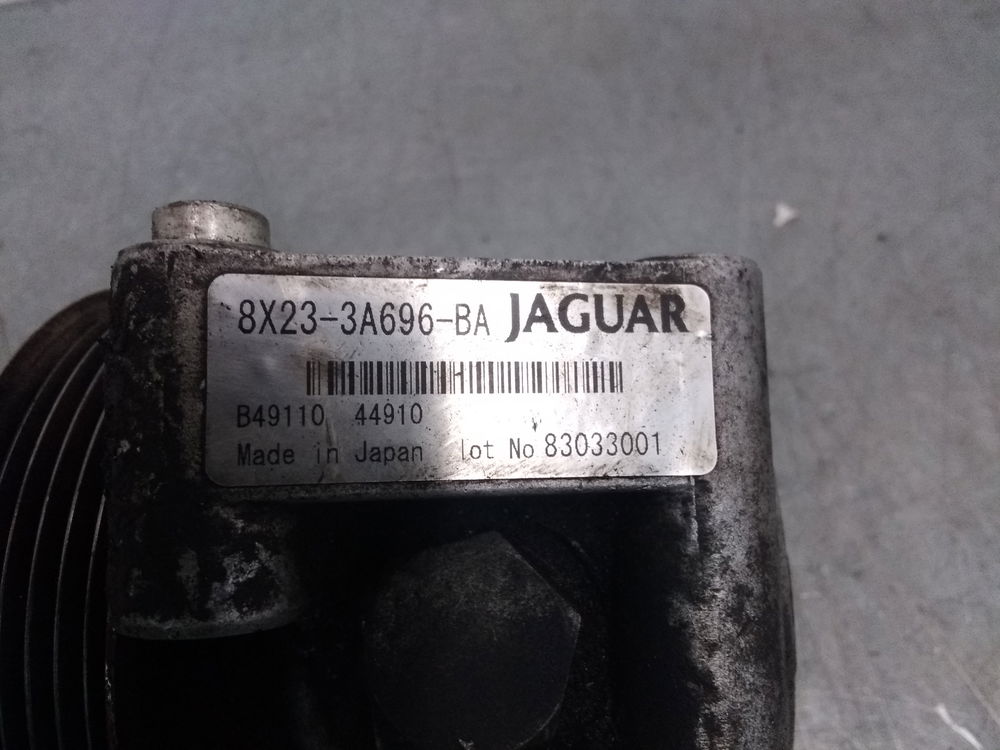 8X23-3A696-BA JAGUAR
B49110 44910
Made in Japan lot No 83033001